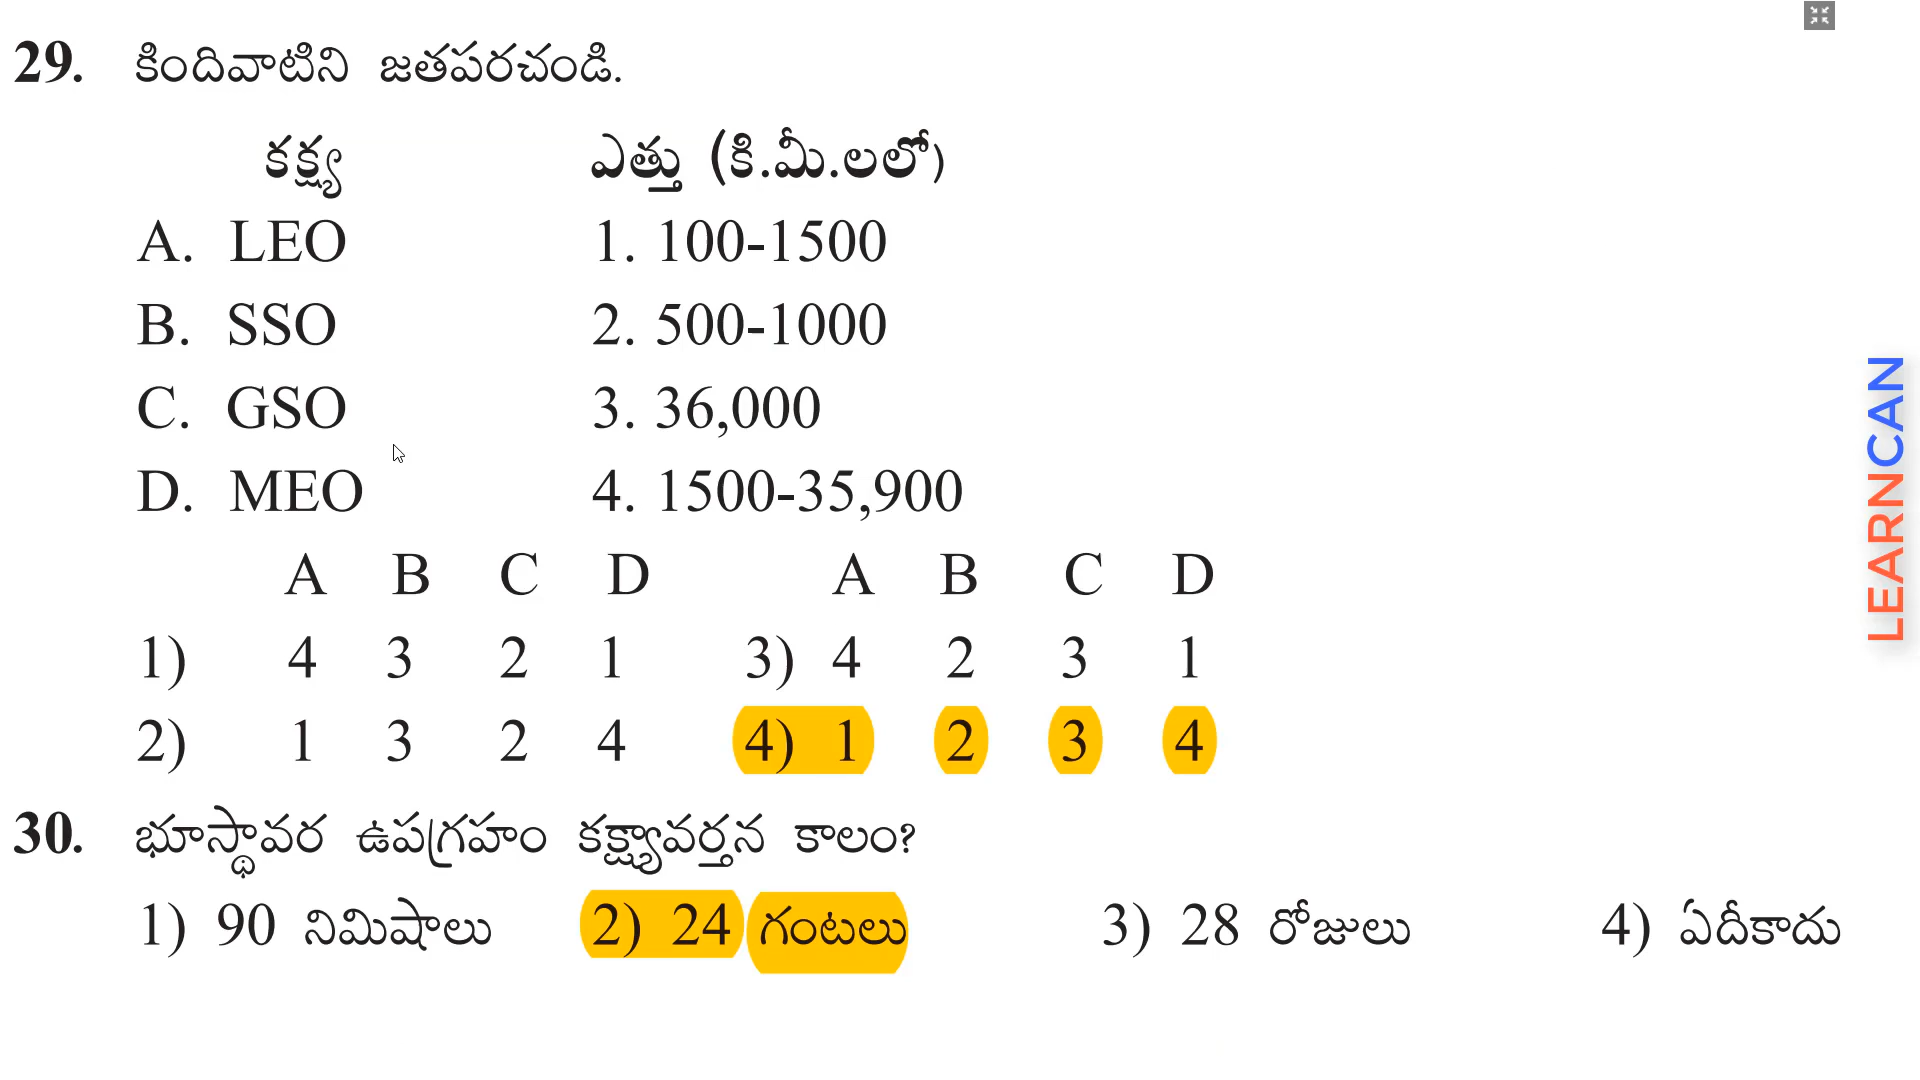 29. కిందివాటిని జతపరచండి.
కక్ష్య ఎత్తు (కి.మీ.లలో)
A. LEO 1. 100-1500
B. SSO 2. 500-1000
C. GSO 3. 36,000
D. MEO 4. 1500-35,900
A B C D A B C D
1) 4 3 2 1 3) 4 2 3 1
2) 1 3 2 4 4) 1 2 3 4
30. భూస్థావర ఉపగ్రహం కక్ష్యావర్తన కాలం?
1) 90 నిమిషాలు 2) 24 గంటలు 3) 28 రోజులు 4) ఏదీకాదు
LEARNCAN